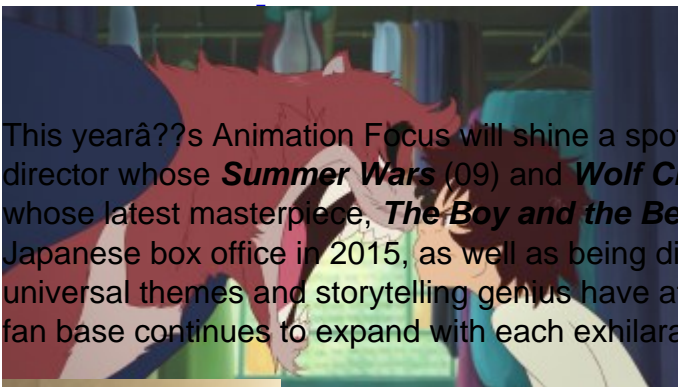 This yearâ??s Animation Focus will shine a spo
director whose Summer Wars (09) and Wolf C
whose latest masterpiece, The Boy and the Be
Japanese box office in 2015, as well as being di
universal themes and storytelling genius have a
fan base continues to expand with each exhilara